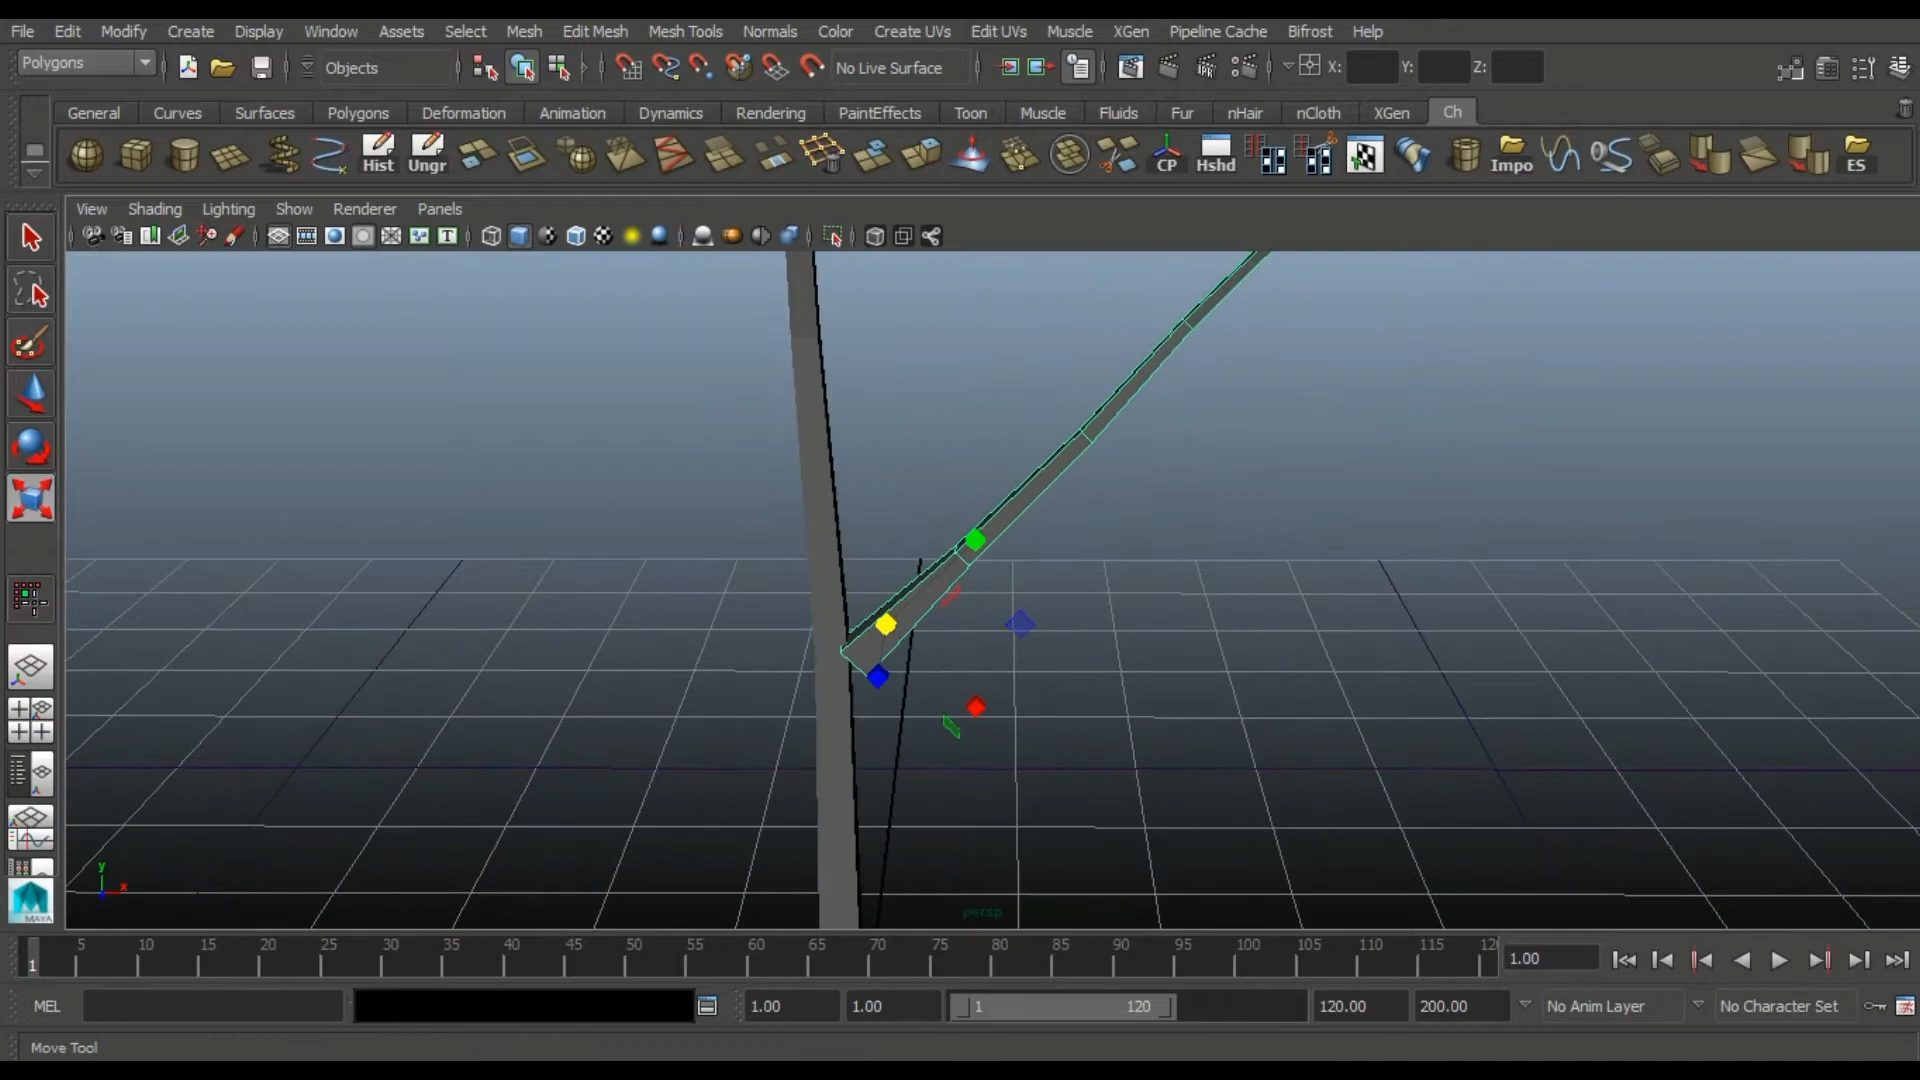 File Edit Modify Create Display Window Assets Select Mesh Edit Mesh Mesh Tools Normals Color Create UVs Edit UVs Muscle XGen Pipeline Cache Bifrost Help
Polygons Objects No Live Surface X: Y: Z:
General Curves Surfaces Polygons Deformation Animation Dynamics Rendering PaintEffects Toon Muscle Fluids Fur nHair nCloth XGen Ch
Hist Ungr CP Hshd Impo ES
View Shading Lighting Show Renderer Panels
y
x
MAYA
persp
5 10 15 20 25 30 35 40 45 50 55 60 65 70 75 80 85 90 95 100 105 110 115 12
1 1.00
MEL 1.00 1.00 1 120 120.00 200.00 No Anim Layer No Character Set
Move Tool